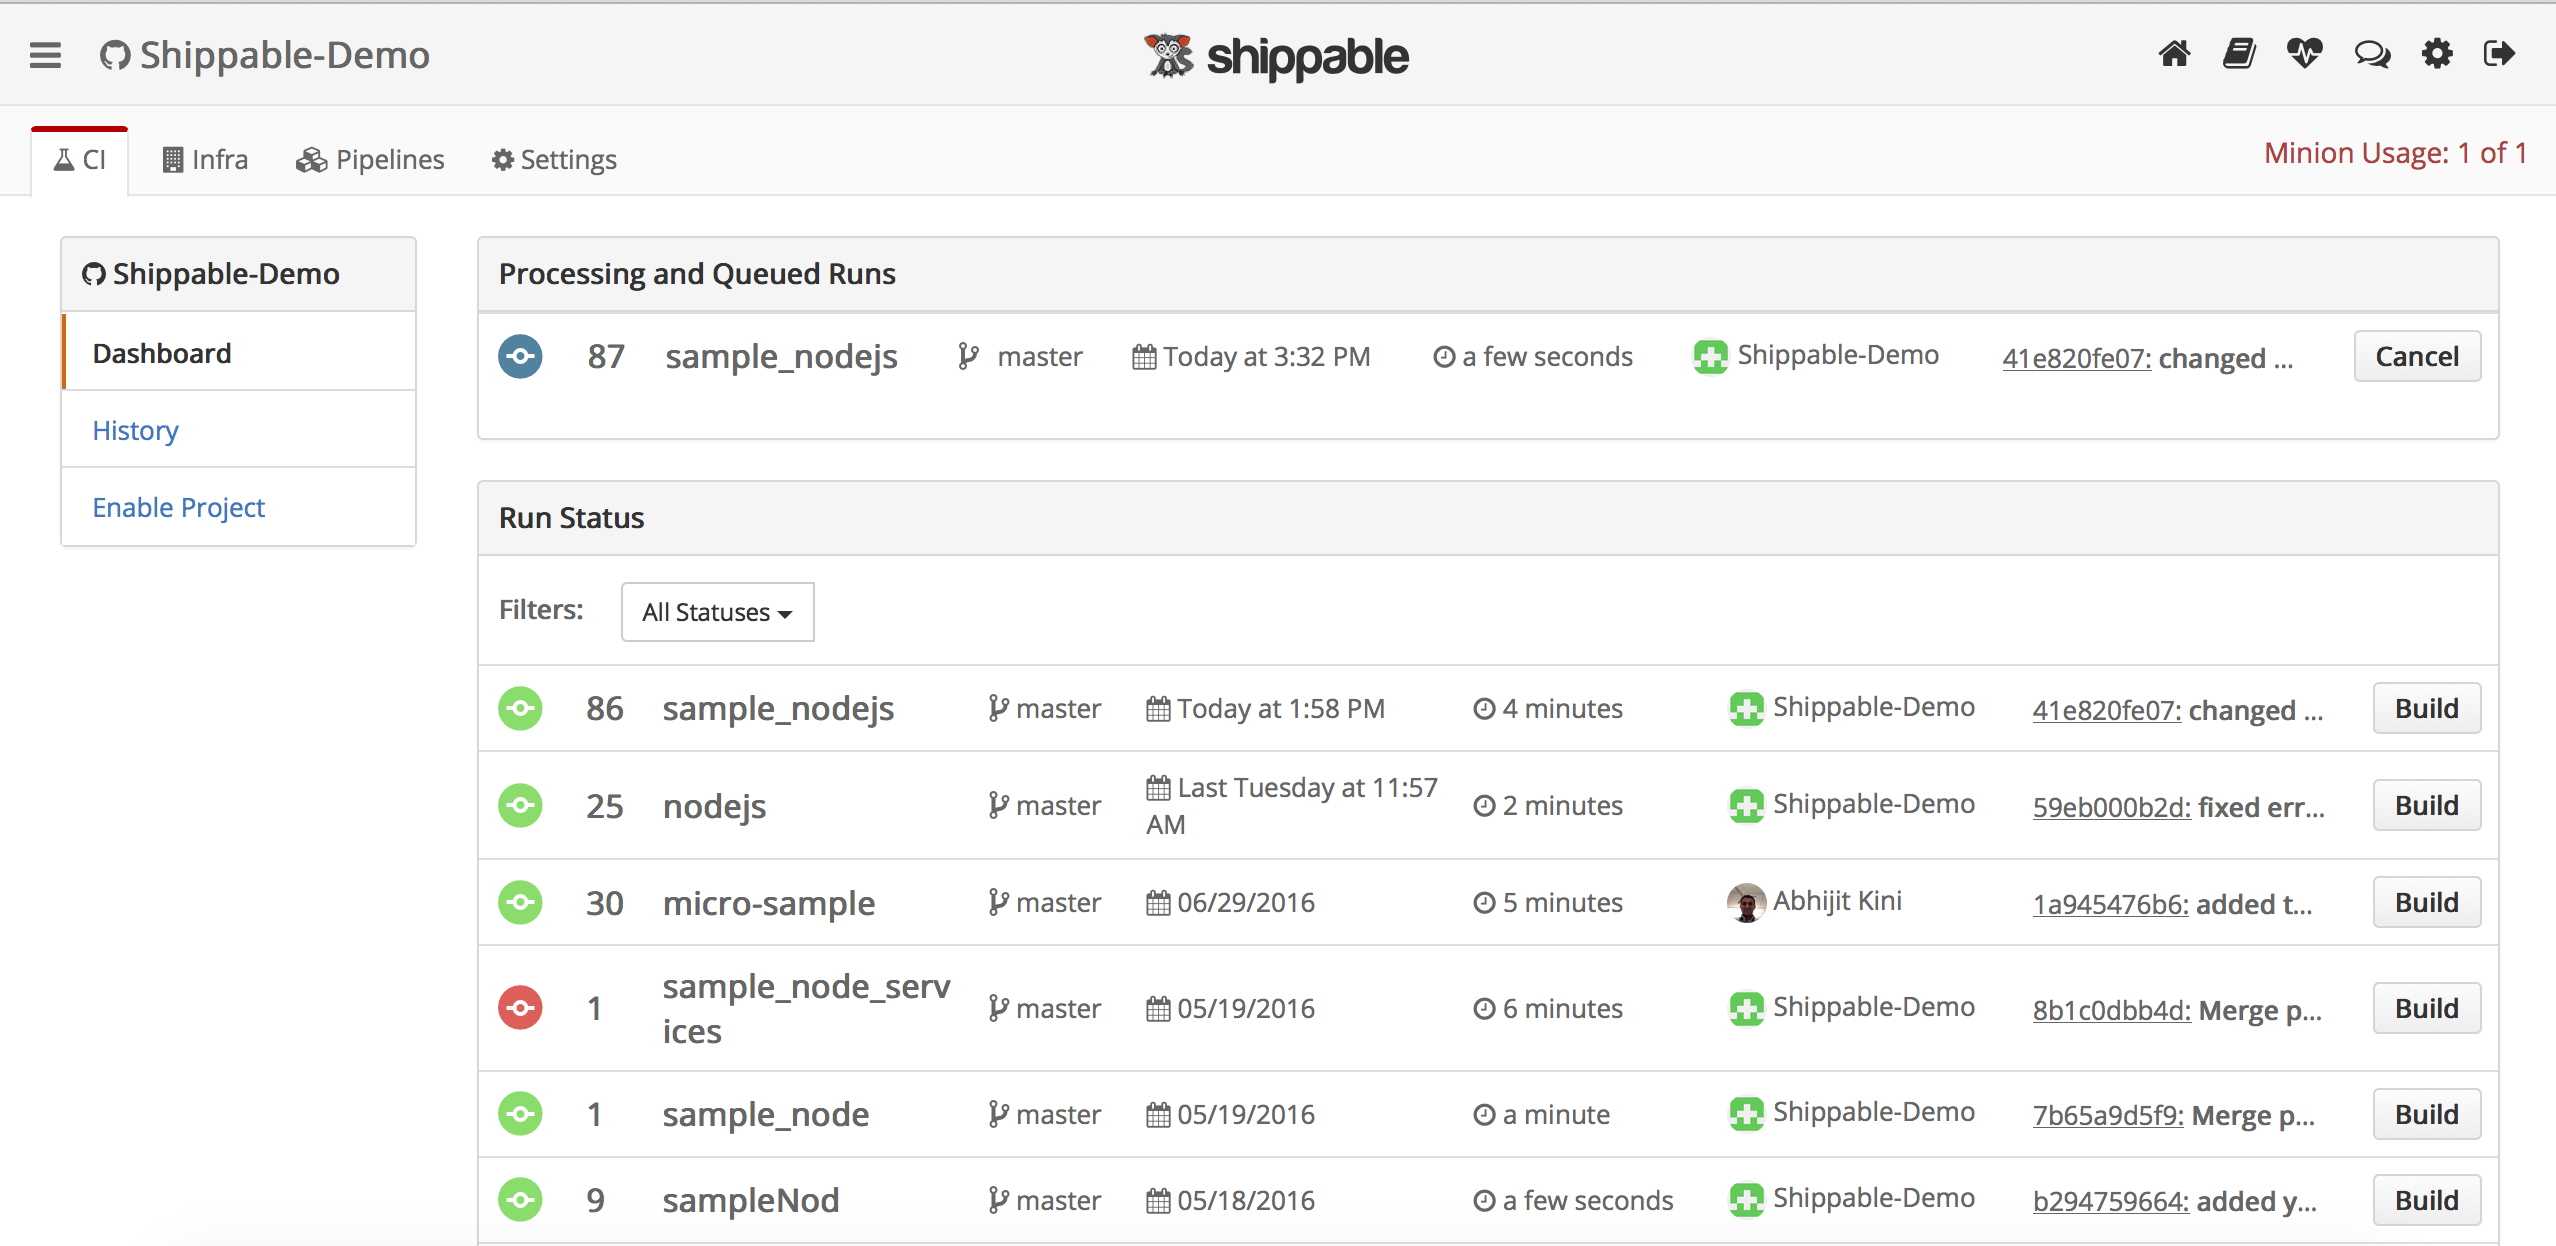 Shippable-Demo
shippable
CI
Infra
Pipelines
Settings
Minion Usage: 1 of 1
Shippable-Demo
Dashboard
History
Enable Project
Processing and Queued Runs
87 sample_nodejs master Today at 3:32 PM a few seconds Shippable-Demo 41e820fe07: changed ... Cancel
Run Status
Filters: All Statuses
86 sample_nodejs master Today at 1:58 PM 4 minutes Shippable-Demo 41e820fe07: changed ... Build
25 nodejs master Last Tuesday at 11:57
AM
2 minutes Shippable-Demo 59eb000b2d: fixed err... Build
30 micro-sample master 06/29/2016 5 minutes Abhijit Kini 1a945476b6: added t... Build
1 sample_node_serv
ices
master 05/19/2016 6 minutes Shippable-Demo 8b1c0dbb4d: Merge p... Build
1 sample_node master 05/19/2016 a minute Shippable-Demo 7b65a9d5f9: Merge p... Build
9 sampleNod master 05/18/2016 a few seconds Shippable-Demo b294759664: added y... Build